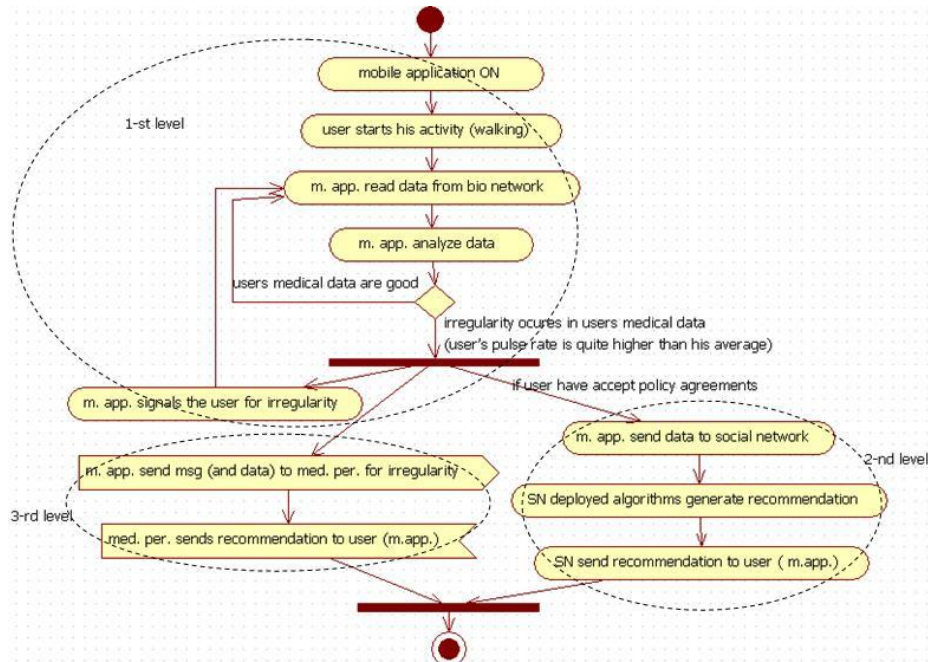 mobile application ON
1-st level
user starts his activity (walking)
m. app. read data from bio network
m. app. analyze data
users medical data are good
irregularity ocures in users medical data
(user's pulse rate is quite higher than his average)
if user have accept policy agreements
m. app. signals the user for irregularity
m. app. send data to social network
2-nd level
m. app. send msg (and data) to med. per. for irregularity
SN deployed algorithms generate recommendation
3-rd level
med. per. sends recommendation to user (m.app.)
SN send recommendation to user ( m.app.)